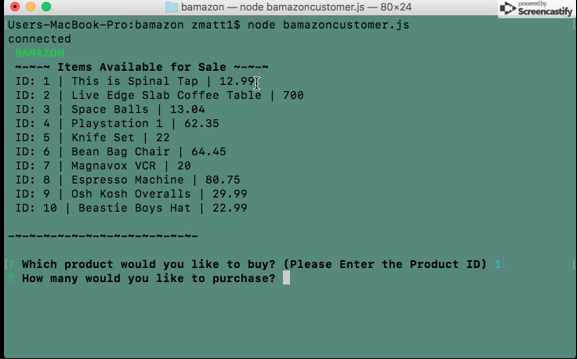 bamazon — node bamazoncustomer.js — 80×24
powered by
Screencastify
Users-MacBook-Pro:bamazon zmatt1$ node bamazoncustomer.js
connected
BAMAZON
~-~-~ Items Available for Sale ~-~-~
ID: 1 | This is Spinal Tap | 12.99
ID: 2 | Live Edge Slab Coffee Table | 700
ID: 3 | Space Balls | 13.04
ID: 4 | Playstation 1 | 62.35
ID: 5 | Knife Set | 22
ID: 6 | Bean Bag Chair | 64.45
ID: 7 | Magnavox VCR | 20
ID: 8 | Espresso Machine | 80.75
ID: 9 | Osh Kosh Overalls | 29.99
ID: 10 | Beastie Boys Hat | 22.99
-~-~-~-~-~-~-~-~-~-~-~-~-~-
? Which product would you like to buy? (Please Enter the Product ID) 1
? How many would you like to purchase?